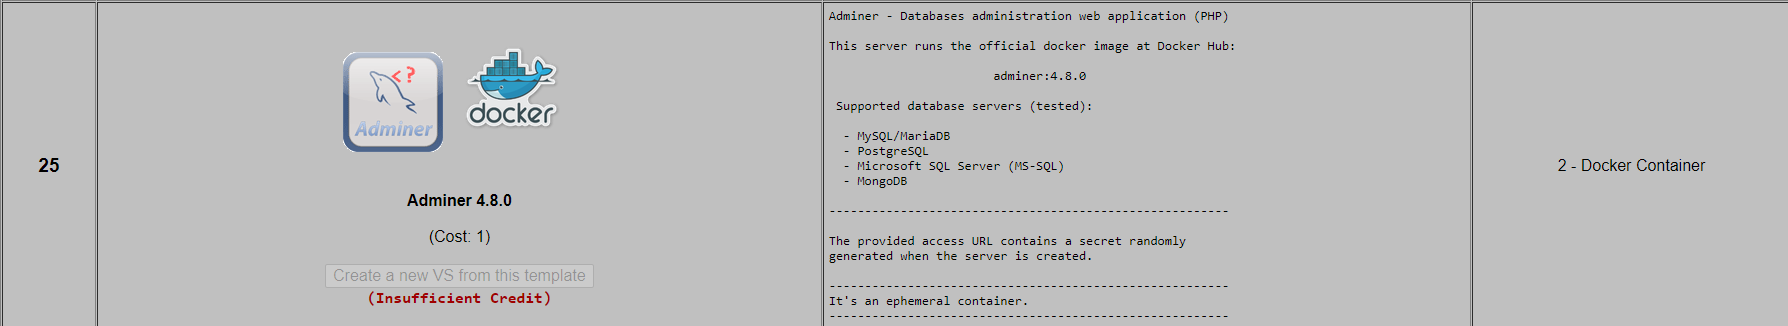 25
<?
Adminer
docker
Adminer 4.8.0
(Cost: 1)
Create a new VS from this template
(Insufficient Credit)
Adminer - Databases administration web application (PHP)
This server runs the official docker image at Docker Hub:
adminer:4.8.0
Supported database servers (tested):
- MySQL/MariaDB
- PostgreSQL
- Microsoft SQL Server (MS-SQL)
- MongoDB
--------------------------------------------------------
The provided access URL contains a secret randomly
generated when the server is created.
--------------------------------------------------------
It's an ephemeral container.
--------------------------------------------------------
2 - Docker Container